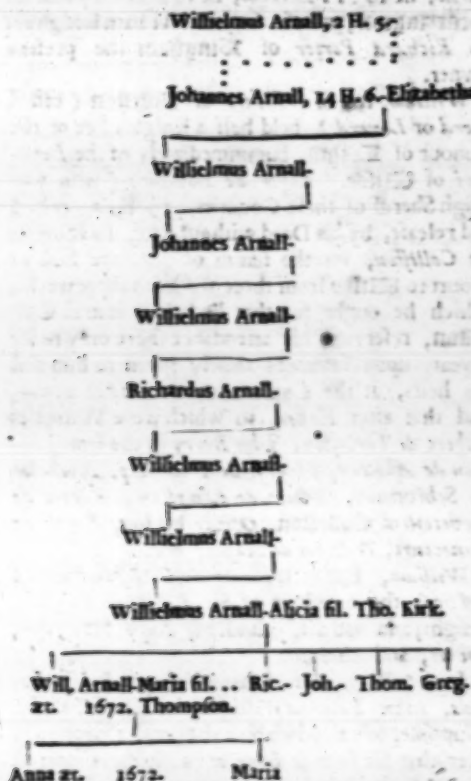 Willielmus Arnall, 2 H. 5.
Johannes Arnall, 14 H. 6.-Elizabetha
Willielmus Arnall-
Johannes Arnall-
Willielmus Arnall-
Richardus Arnall-
Willielmus Arnall-
Willielmus Arnall-
Willielmus Arnall-Alicia fil. Tho. Kirk.
Will. Arnall-Maria fil. .. Ric.- Joh.- Thom. Greg.
æt. 1672. Thompson.
Anna æt. 1672. Maria